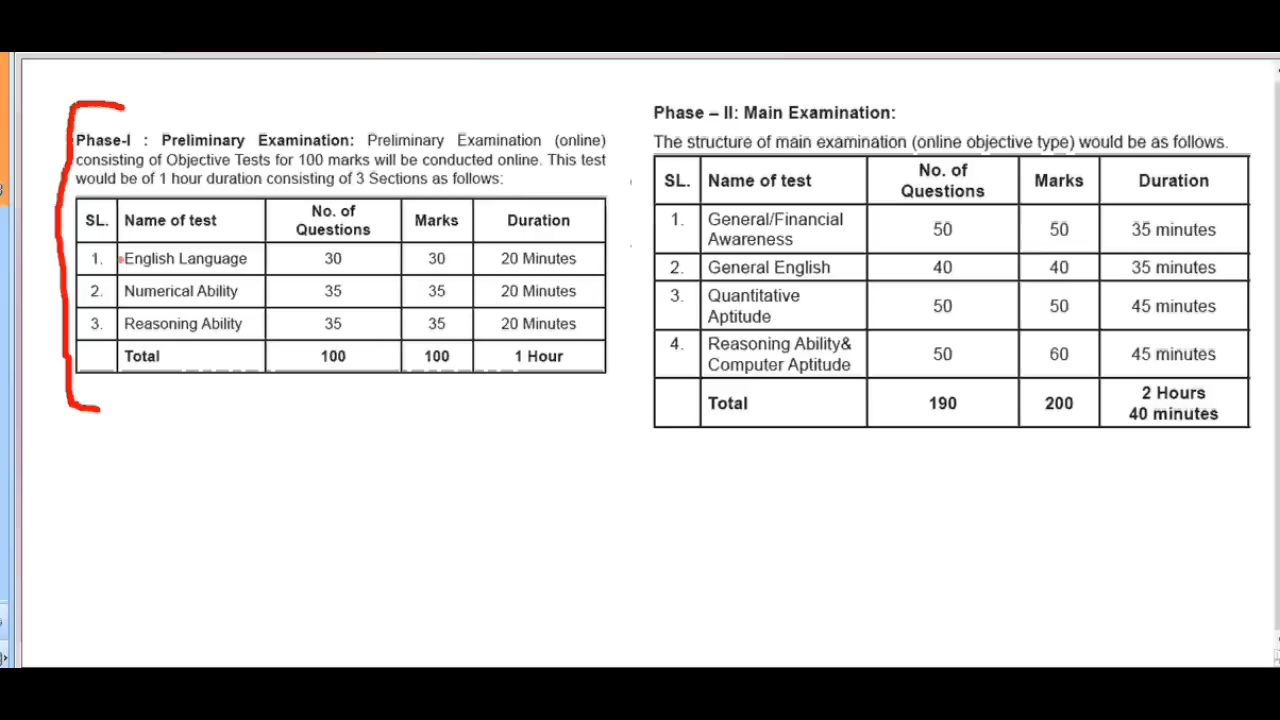 Phase-I : Preliminary Examination: Preliminary Examination (online)
consisting of Objective Tests for 100 marks will be conducted online. This test
would be of 1 hour duration consisting of 3 Sections as follows:
SL. Name of test No. of Questions Marks Duration
1. English Language 30 30 20 Minutes
2. Numerical Ability 35 35 20 Minutes
3. Reasoning Ability 35 35 20 Minutes
Total 100 100 1 Hour
Phase – II: Main Examination:
The structure of main examination (online objective type) would be as follows.
SL. Name of test No. of Questions Marks Duration
1. General/Financial Awareness 50 50 35 minutes
2. General English 40 40 35 minutes
3. Quantitative Aptitude 50 50 45 minutes
4. Reasoning Ability& Computer Aptitude 50 60 45 minutes
Total 190 200 2 Hours 40 minutes